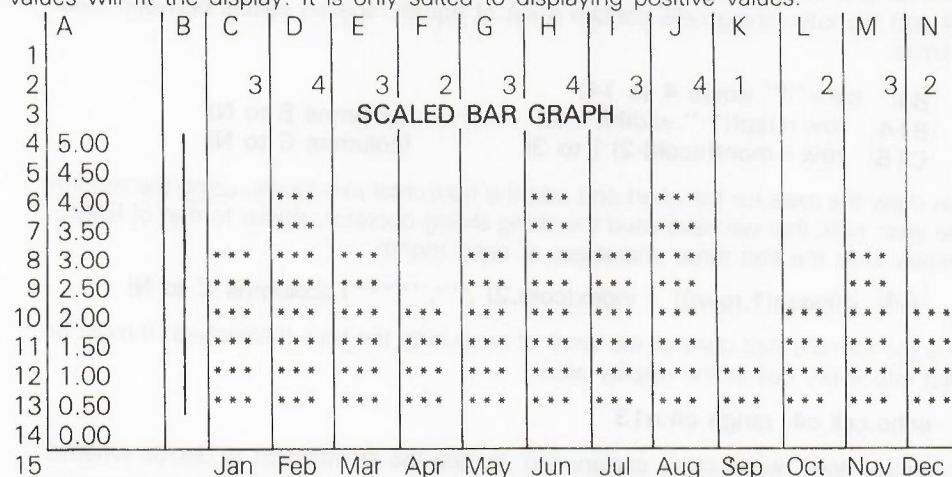 values will fit the display. It is only suited to displaying positive values.
A B C D E F G H I J K L M N
1
2 3 4 3 2 3 4 3 4 1 2 3 2
3 SCALED BAR GRAPH
4 5.00
5 4.50
6 4.00 *** *** ***
7 3.50 *** *** ***
8 3.00 *** *** *** *** *** *** *** ***
9 2.50 *** *** *** *** *** *** *** ***
10 2.00 *** *** *** *** *** *** *** *** *** *** ***
11 1.50 *** *** *** *** *** *** *** *** *** *** ***
12 1.00 *** *** *** *** *** *** *** *** *** *** *** ***
13 0.50 *** *** *** *** *** *** *** *** *** *** *** ***
14 0.00
15 Jan Feb Mar Apr May Jun Jul Aug Sep Oct Nov Dec